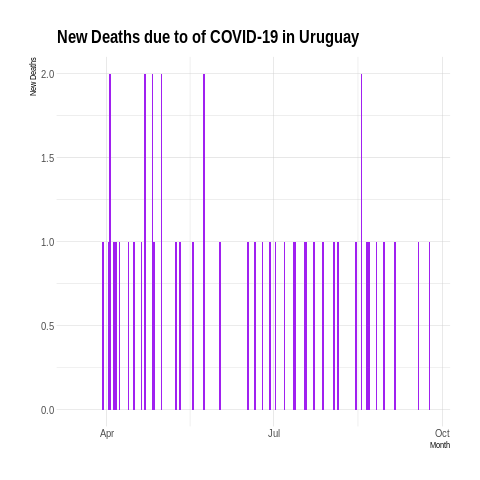 New Deaths due to of COVID-19 in Uruguay
New Deaths
2.0
1.5
1.0
0.5
0.0
Apr
Jul
Oct
Month